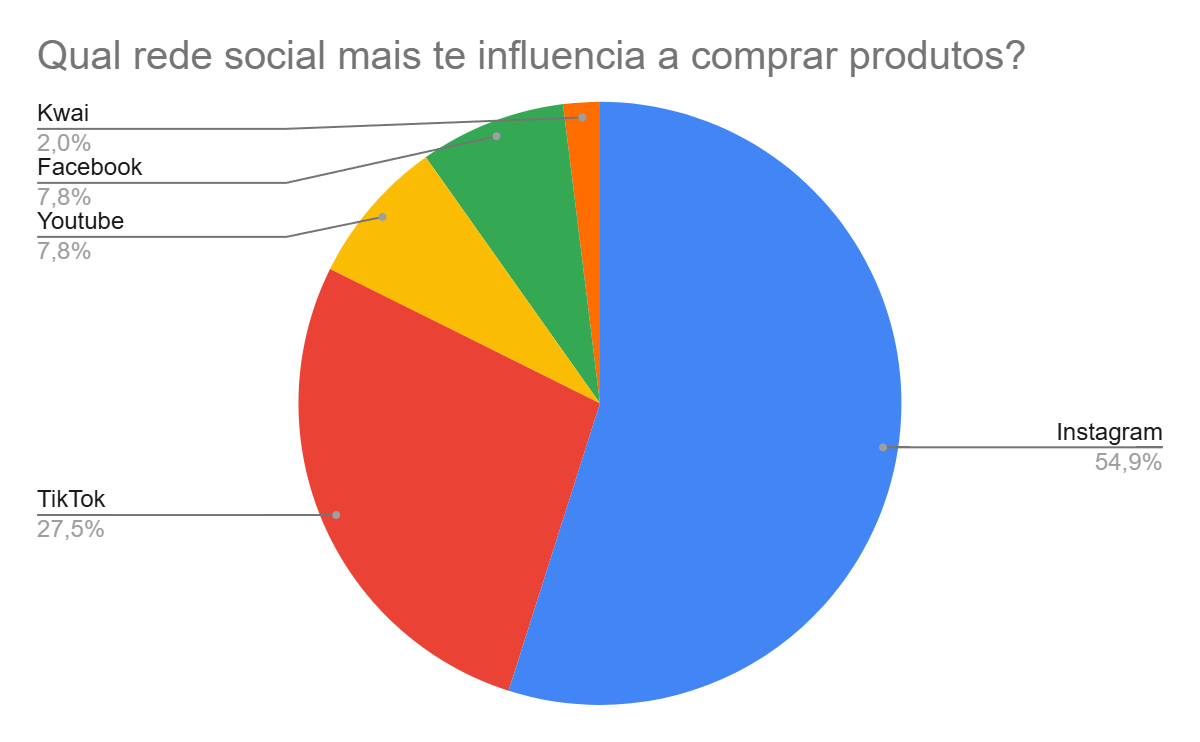 Qual rede social mais te influencia a comprar produtos?
Kwai
2,0%
Facebook
7,8%
Youtube
7,8%
Instagram
54,9%
TikTok
27,5%